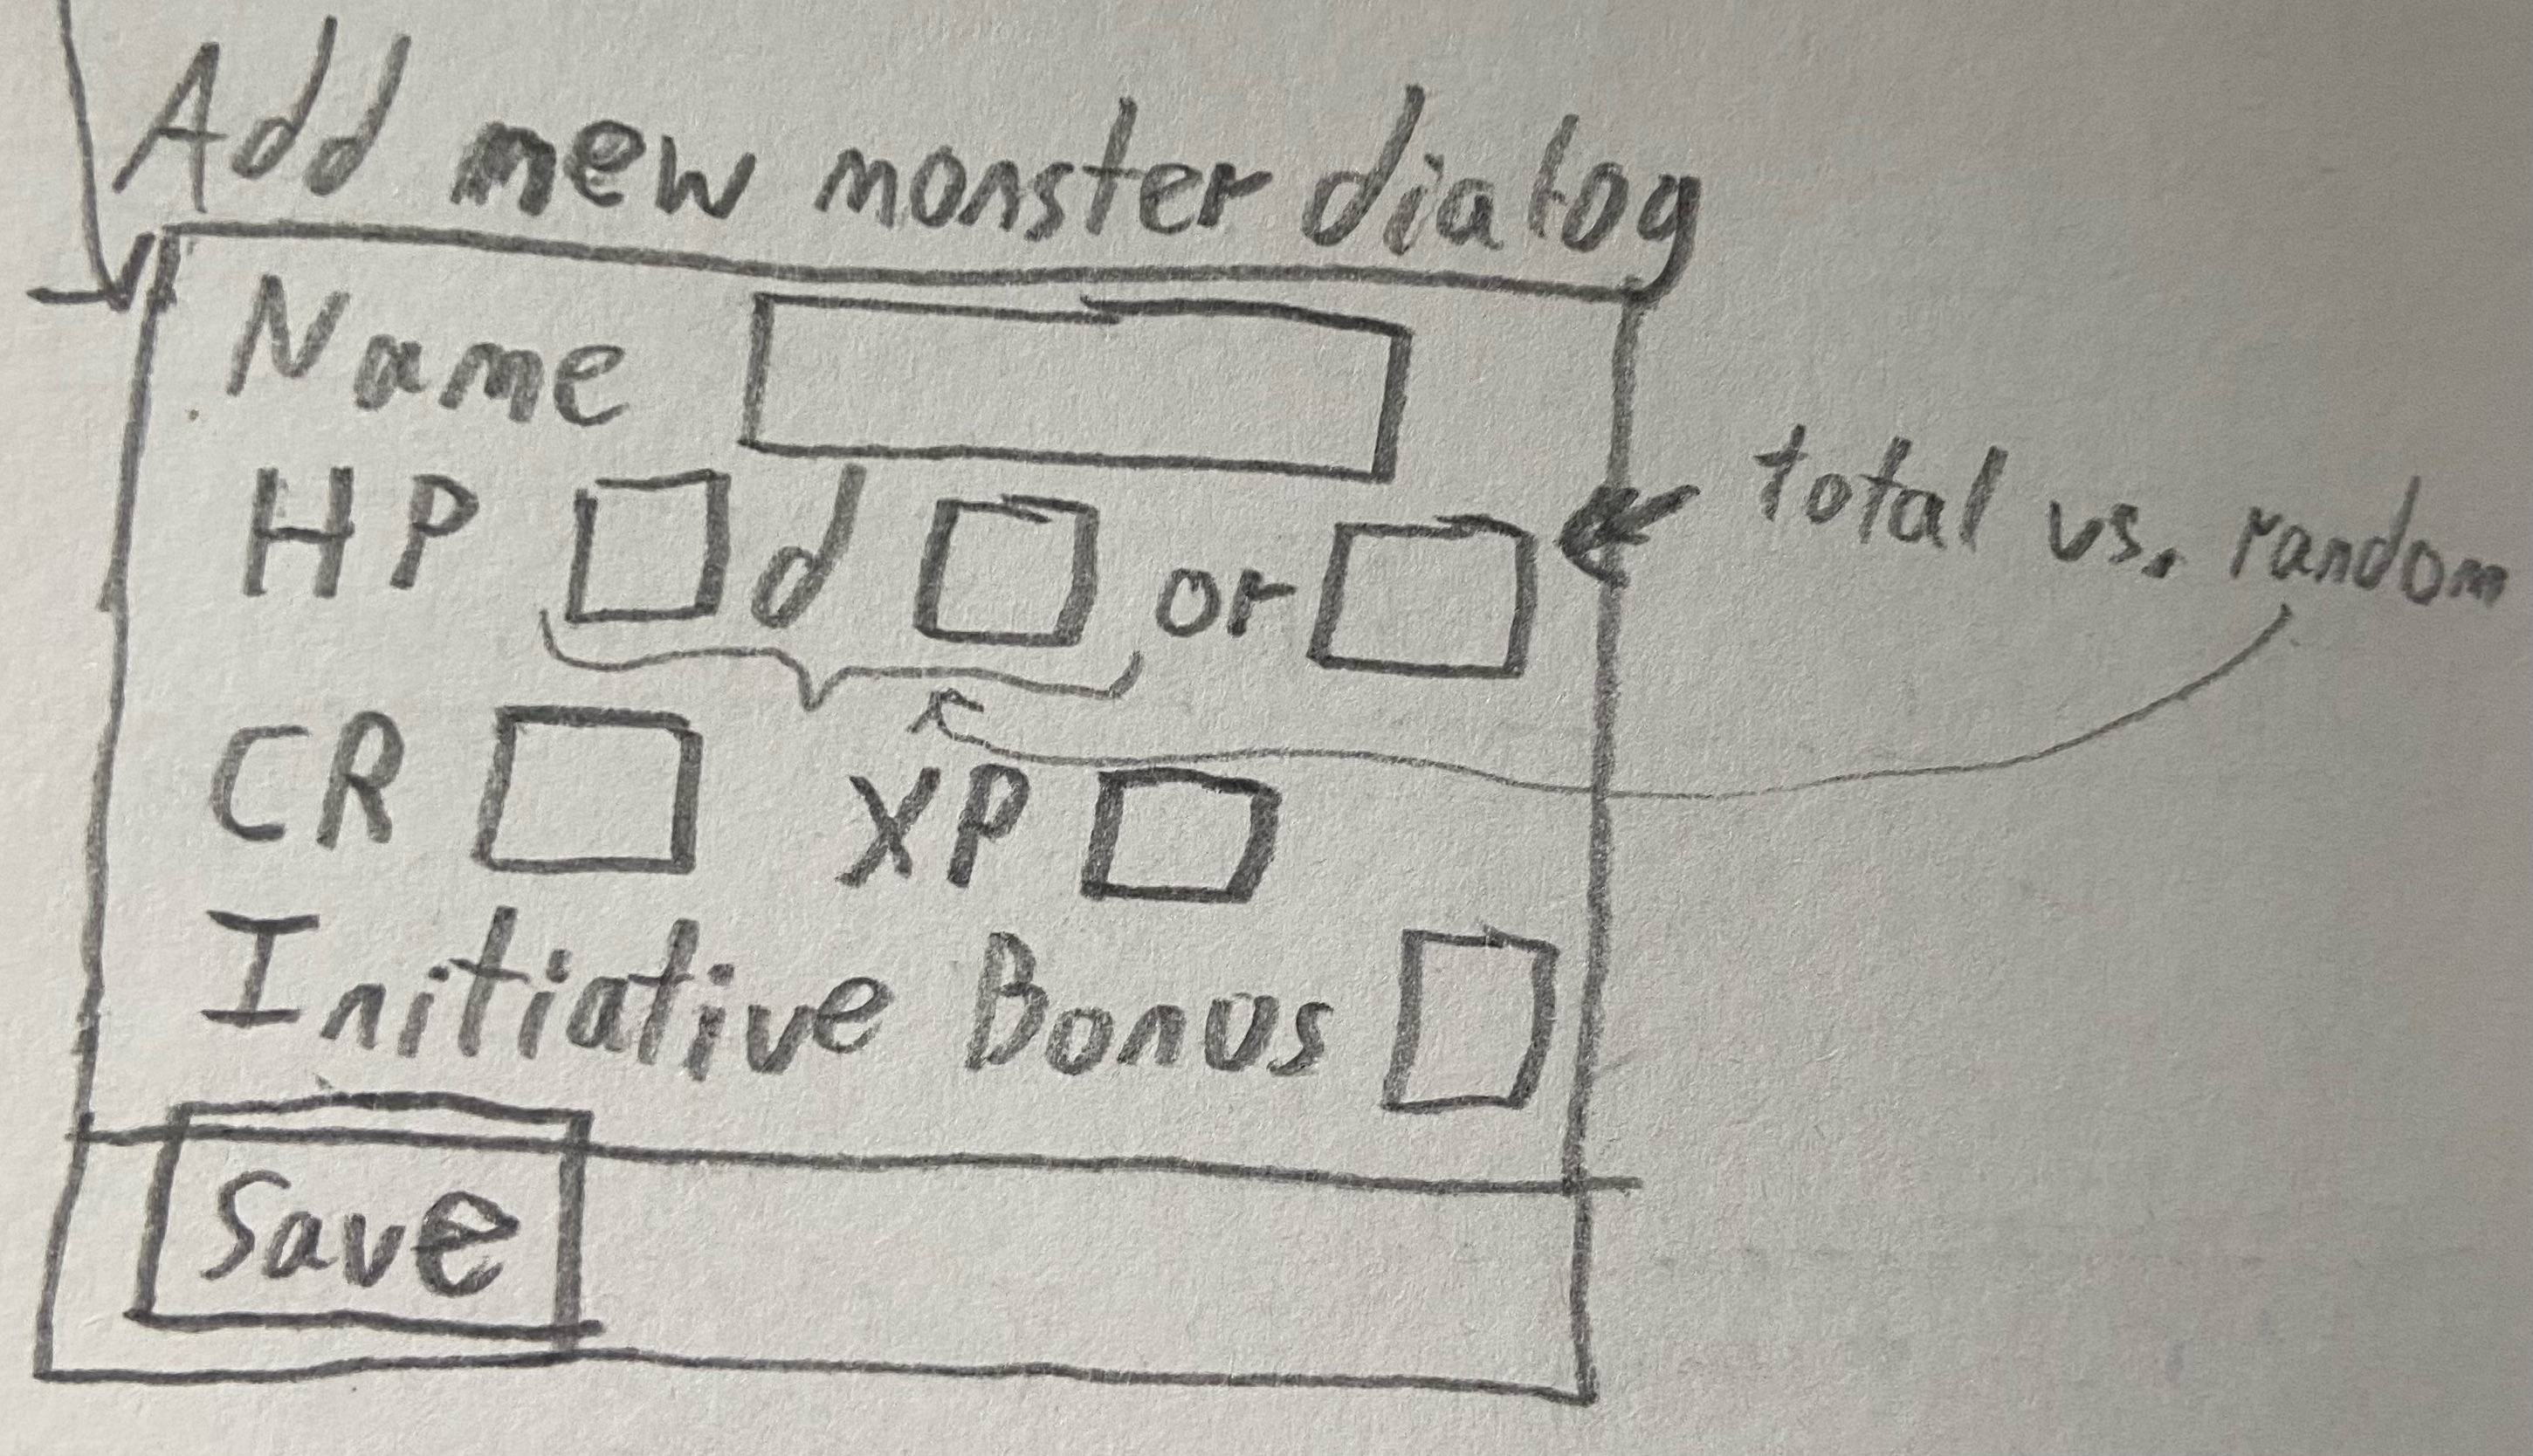 Add new monster dialog
Name
HP d or
total vs. random
CR XP
Initiative Bonus
Save